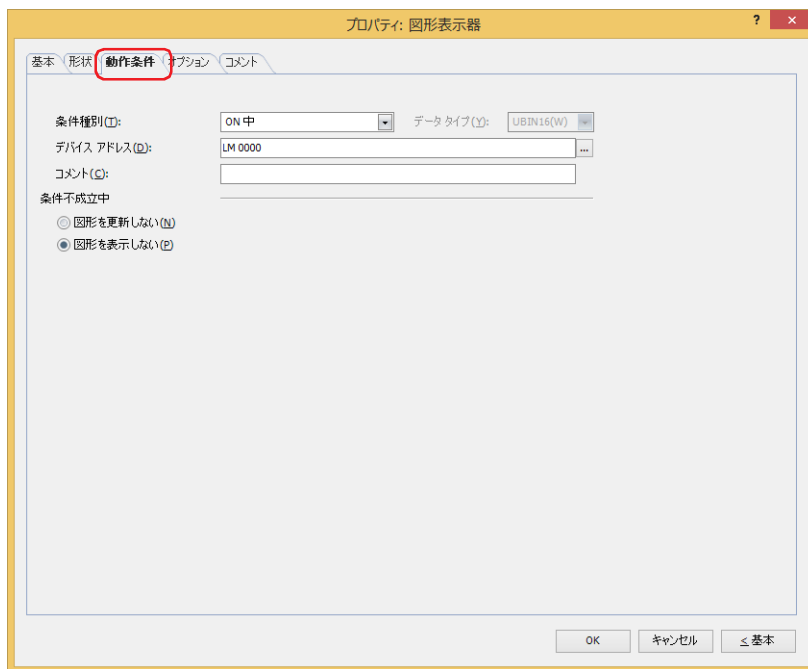 プロパティ: 図形表示器
? ×
基本 形状 動作条件 オプション コメント
条件種別(T): ON 中 データ タイプ(Y): UBIN16(W)
デバイス アドレス(D): LM 0000 ...
コメント(C):
条件不成立中
図形を更新しない(N)
図形を表示しない(P)
OK キャンセル < 基本